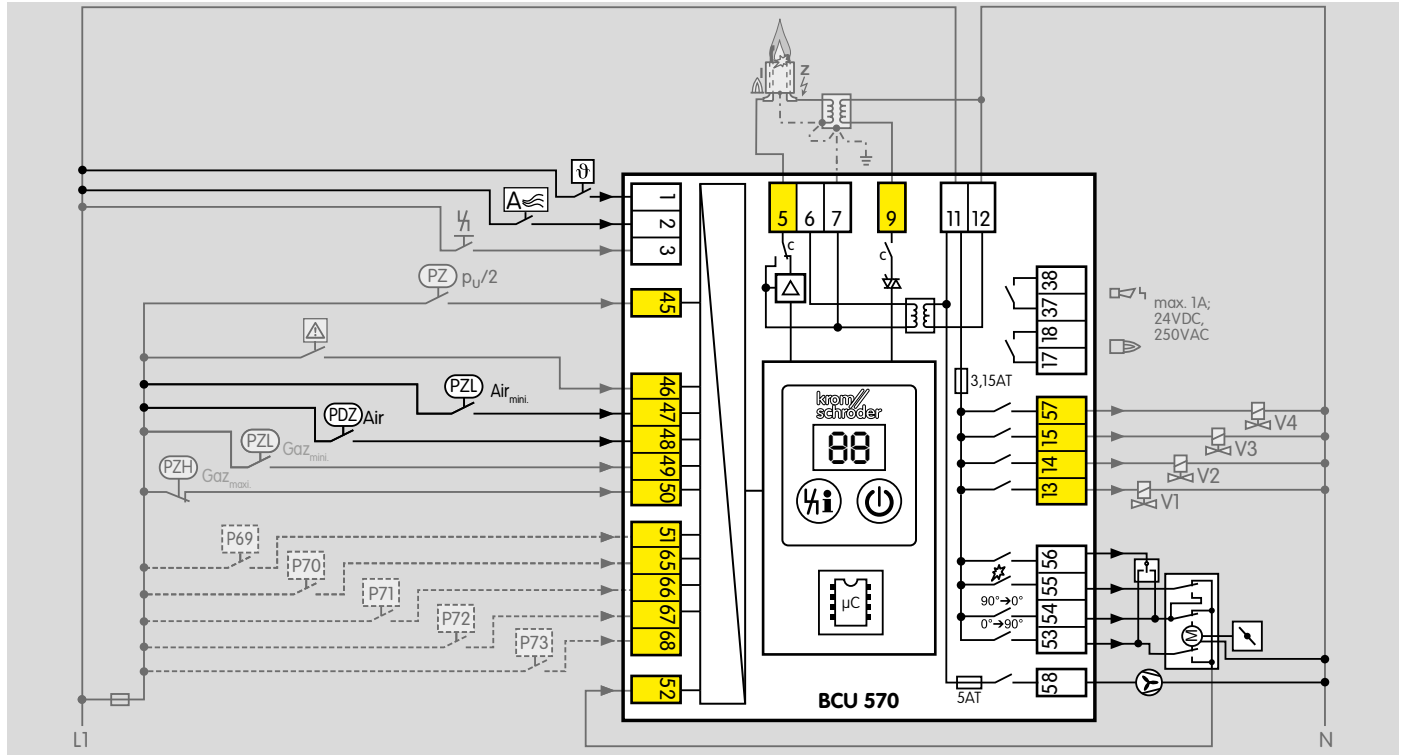 I
Z
ϑ
A
1
2
3
PZ
pu/2
45
46
PZL
Air mini.
47
PDZ
Air
48
PZL
Gaz mini.
49
PZH
Gaz maxi.
50
P69
51
P70
65
P71
66
P72
67
P73
68
52
L1
5
6
7
9
11
12
c
c
38
37
18
17
max. 1A;
24VDC,
250VAC
3,15AT
krom
schröder
88
i
µC
57
V4
15
V3
14
V2
13
V1
56
55
90°→0°
54
0°→90°
53
M
58
5AT
BCU 570
N